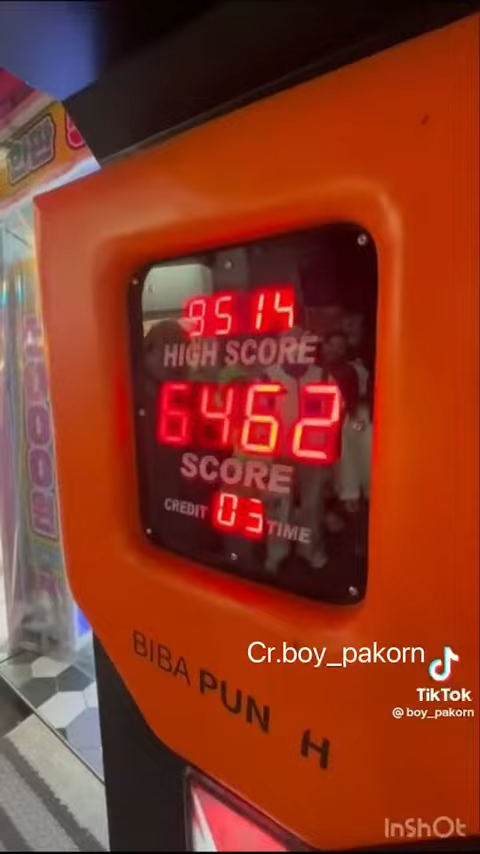 9514
HIGH SCORE
6462
SCORE
CREDIT 03 TIME
Cr.boy_pakorn
TikTok
@boy_pakorn
BIBA PUN H
InShOt